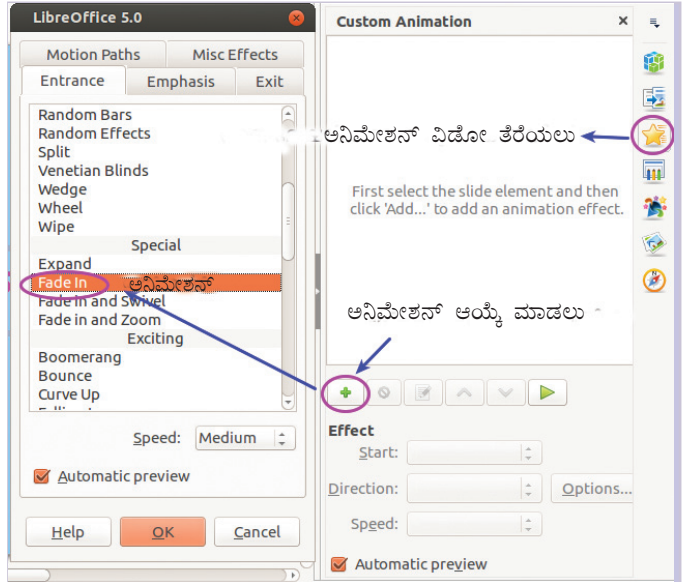 LibreOffice 5.0
Motion Paths Misc Effects
Entrance Emphasis Exit
Random Bars
Random Effects
Split
Venetian Blinds
Wedge
Wheel
Wipe
Special
Expand
Fade In ಅನಿಮೇಶನ್
Fade in and Swivel
Fade in and Zoom
Exciting
Boomerang
Bounce
Curve Up
Speed: Medium
Automatic preview
Help OK Cancel
Custom Animation
ಅನಿಮೇಶನ್ ವಿಡೋ ತೆರೆಯಲು
First select the slide element and then
click 'Add...' to add an animation effect.
ಅನಿಮೇಶನ್ ಆಯ್ಕೆ ಮಾಡಲು
Effect
Start:
Direction: Options...
Speed:
Automatic preview